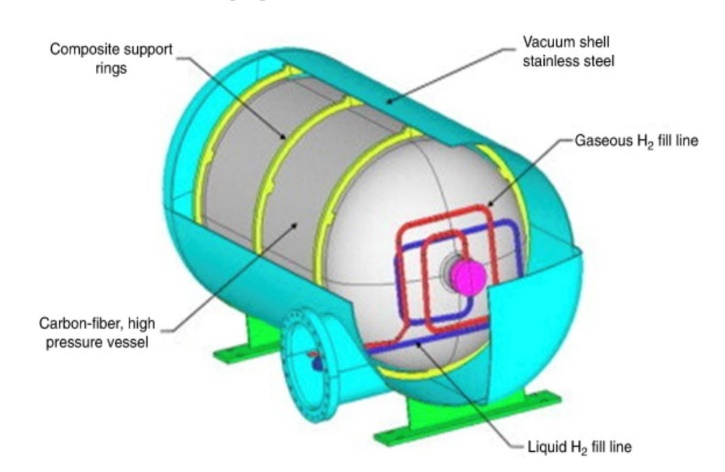 Composite support
rings
Vacuum shell
stainless steel
Gaseous H₂ fill line
Carbon-fiber, high
pressure vessel
Liquid H₂ fill line